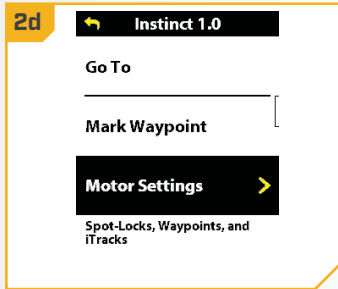 2d
Instinct 1.0
Go To
Mark Waypoint
Motor Settings
Spot-Locks, Waypoints, and
iTracks